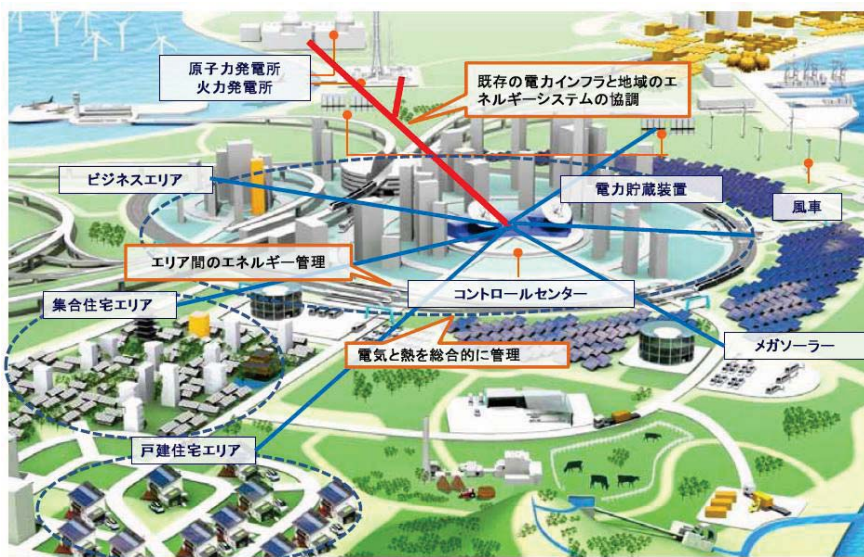 原子力発電所
火力発電所
既存の電力インフラと地域のエ
ネルギーシステムの協調
ビジネスエリア
電力貯蔵装置
風車
エリア間のエネルギー管理
コントロールセンター
集合住宅エリア
電気と熱を総合的に管理
メガソーラー
戸建住宅エリア